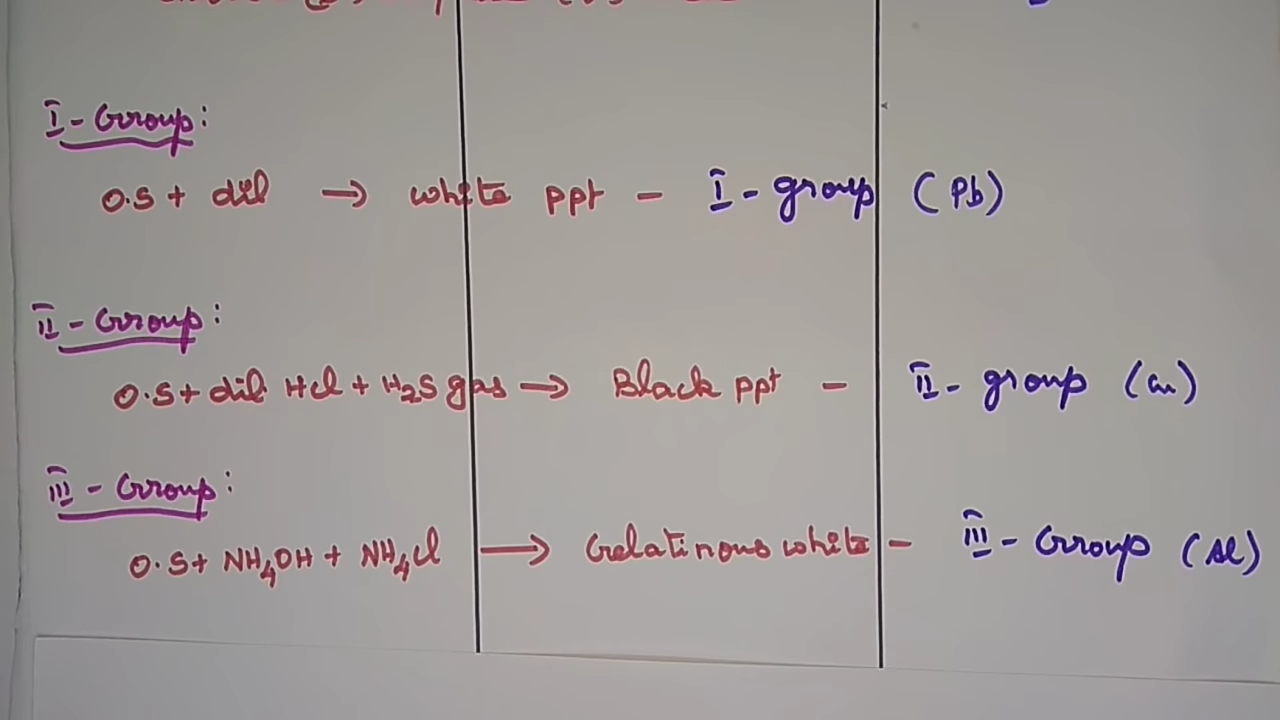 I - Group:
O.S + dil → white ppt - I - group (Pb)
II - Group:
O.S + dil. HCl + H₂S gas → Black ppt - II - group (Cu)
III - Group:
O.S + NH₄OH + NH₄Cl → Gelatinous white - III - Group (Al)